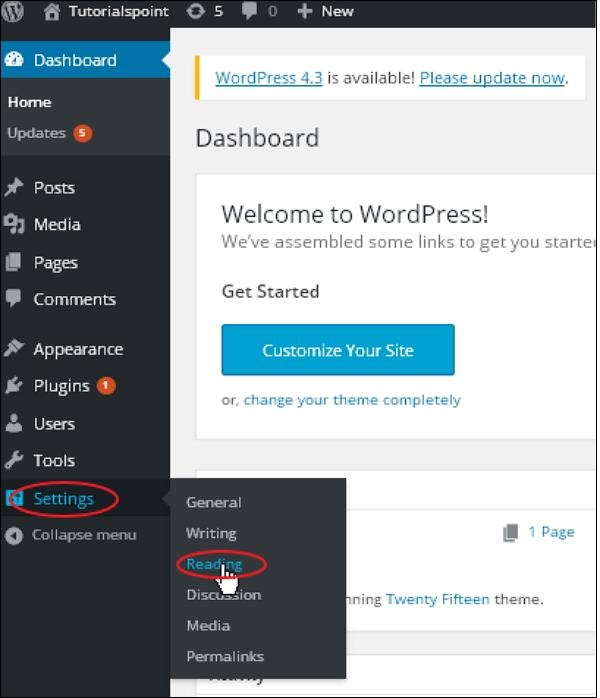 Tutorialspoint 5 0 New
Dashboard
Home
Updates 5
Posts
Media
Pages
Comments
Appearance
Plugins 1
Users
Tools
Settings
Collapse menu
General
Writing
Reading
Discussion
Media
Permalinks
WordPress 4.3 is available! Please update now.
Dashboard
Welcome to WordPress!
We've assembled some links to get you started
Get Started
Customize Your Site
or, change your theme completely
1 Page
Twenty Fifteen theme.